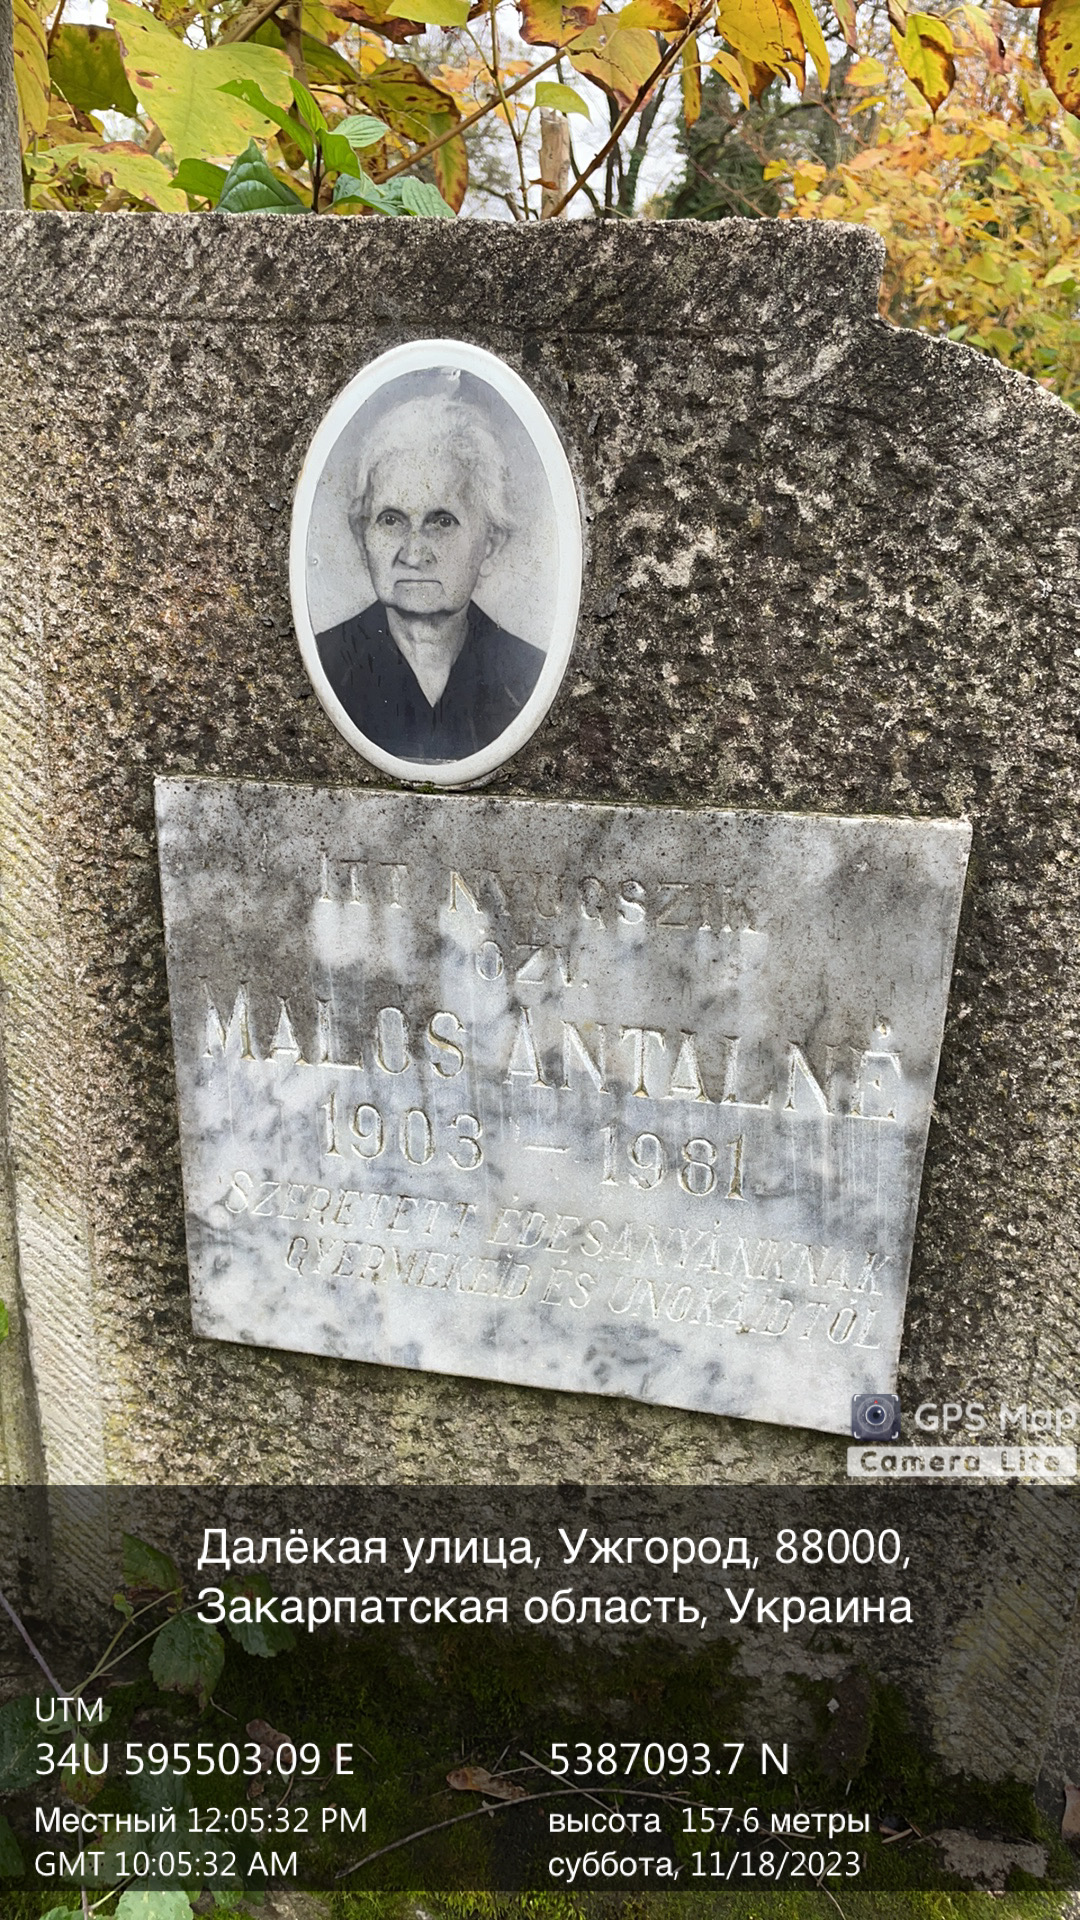 ITT NYUGSZIK
ÖZV.
MALOS ANTALNÉ
1903 – 1981
SZERETETT ÉDESANYÁNKNAK
GYERMEKEID ÉS UNOKÁIDTÓL
GPS Map
Camera Lite
Далёкая улица, Ужгород, 88000,
Закарпатская область, Украина
UTM
34U 595503.09 E
5387093.7 N
Местный 12:05:32 PM
высота 157.6 метры
GMT 10:05:32 AM
суббота, 11/18/2023